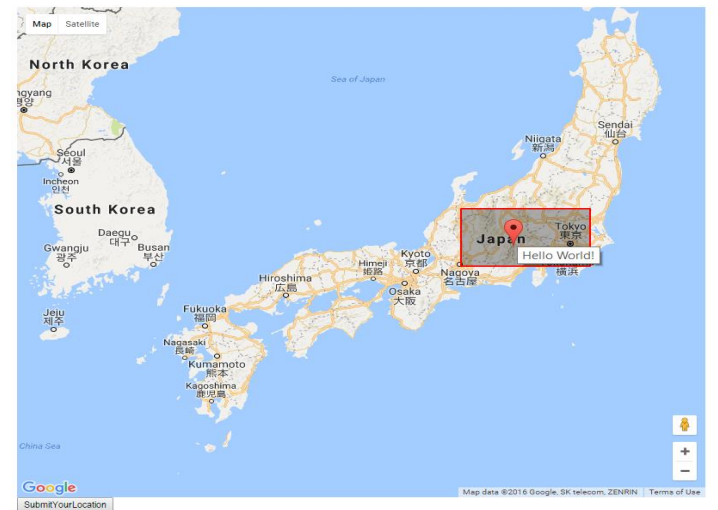 Map Satellite
North Korea
ngyang
평양
Sea of Japan
Sendai
仙台
Niigata
新潟
Seoul
서울
Incheon
인천
South Korea
Daegu
대구
Gwangju
광주
Busan
부산
Tokyo
東京
Japan
Hello World!
Kyoto
京都
Himeji
姫路
Nagoya
名古屋
横浜
Hiroshima
広島
Osaka
大阪
Jeju
제주
Fukuoka
福岡
Nagasaki
長崎
Kumamoto
熊本
Kagoshima
鹿児島
China Sea
+
−
Google
Map data ©2016 Google, SK telecom, ZENRIN Terms of Use
SubmitYourLocation